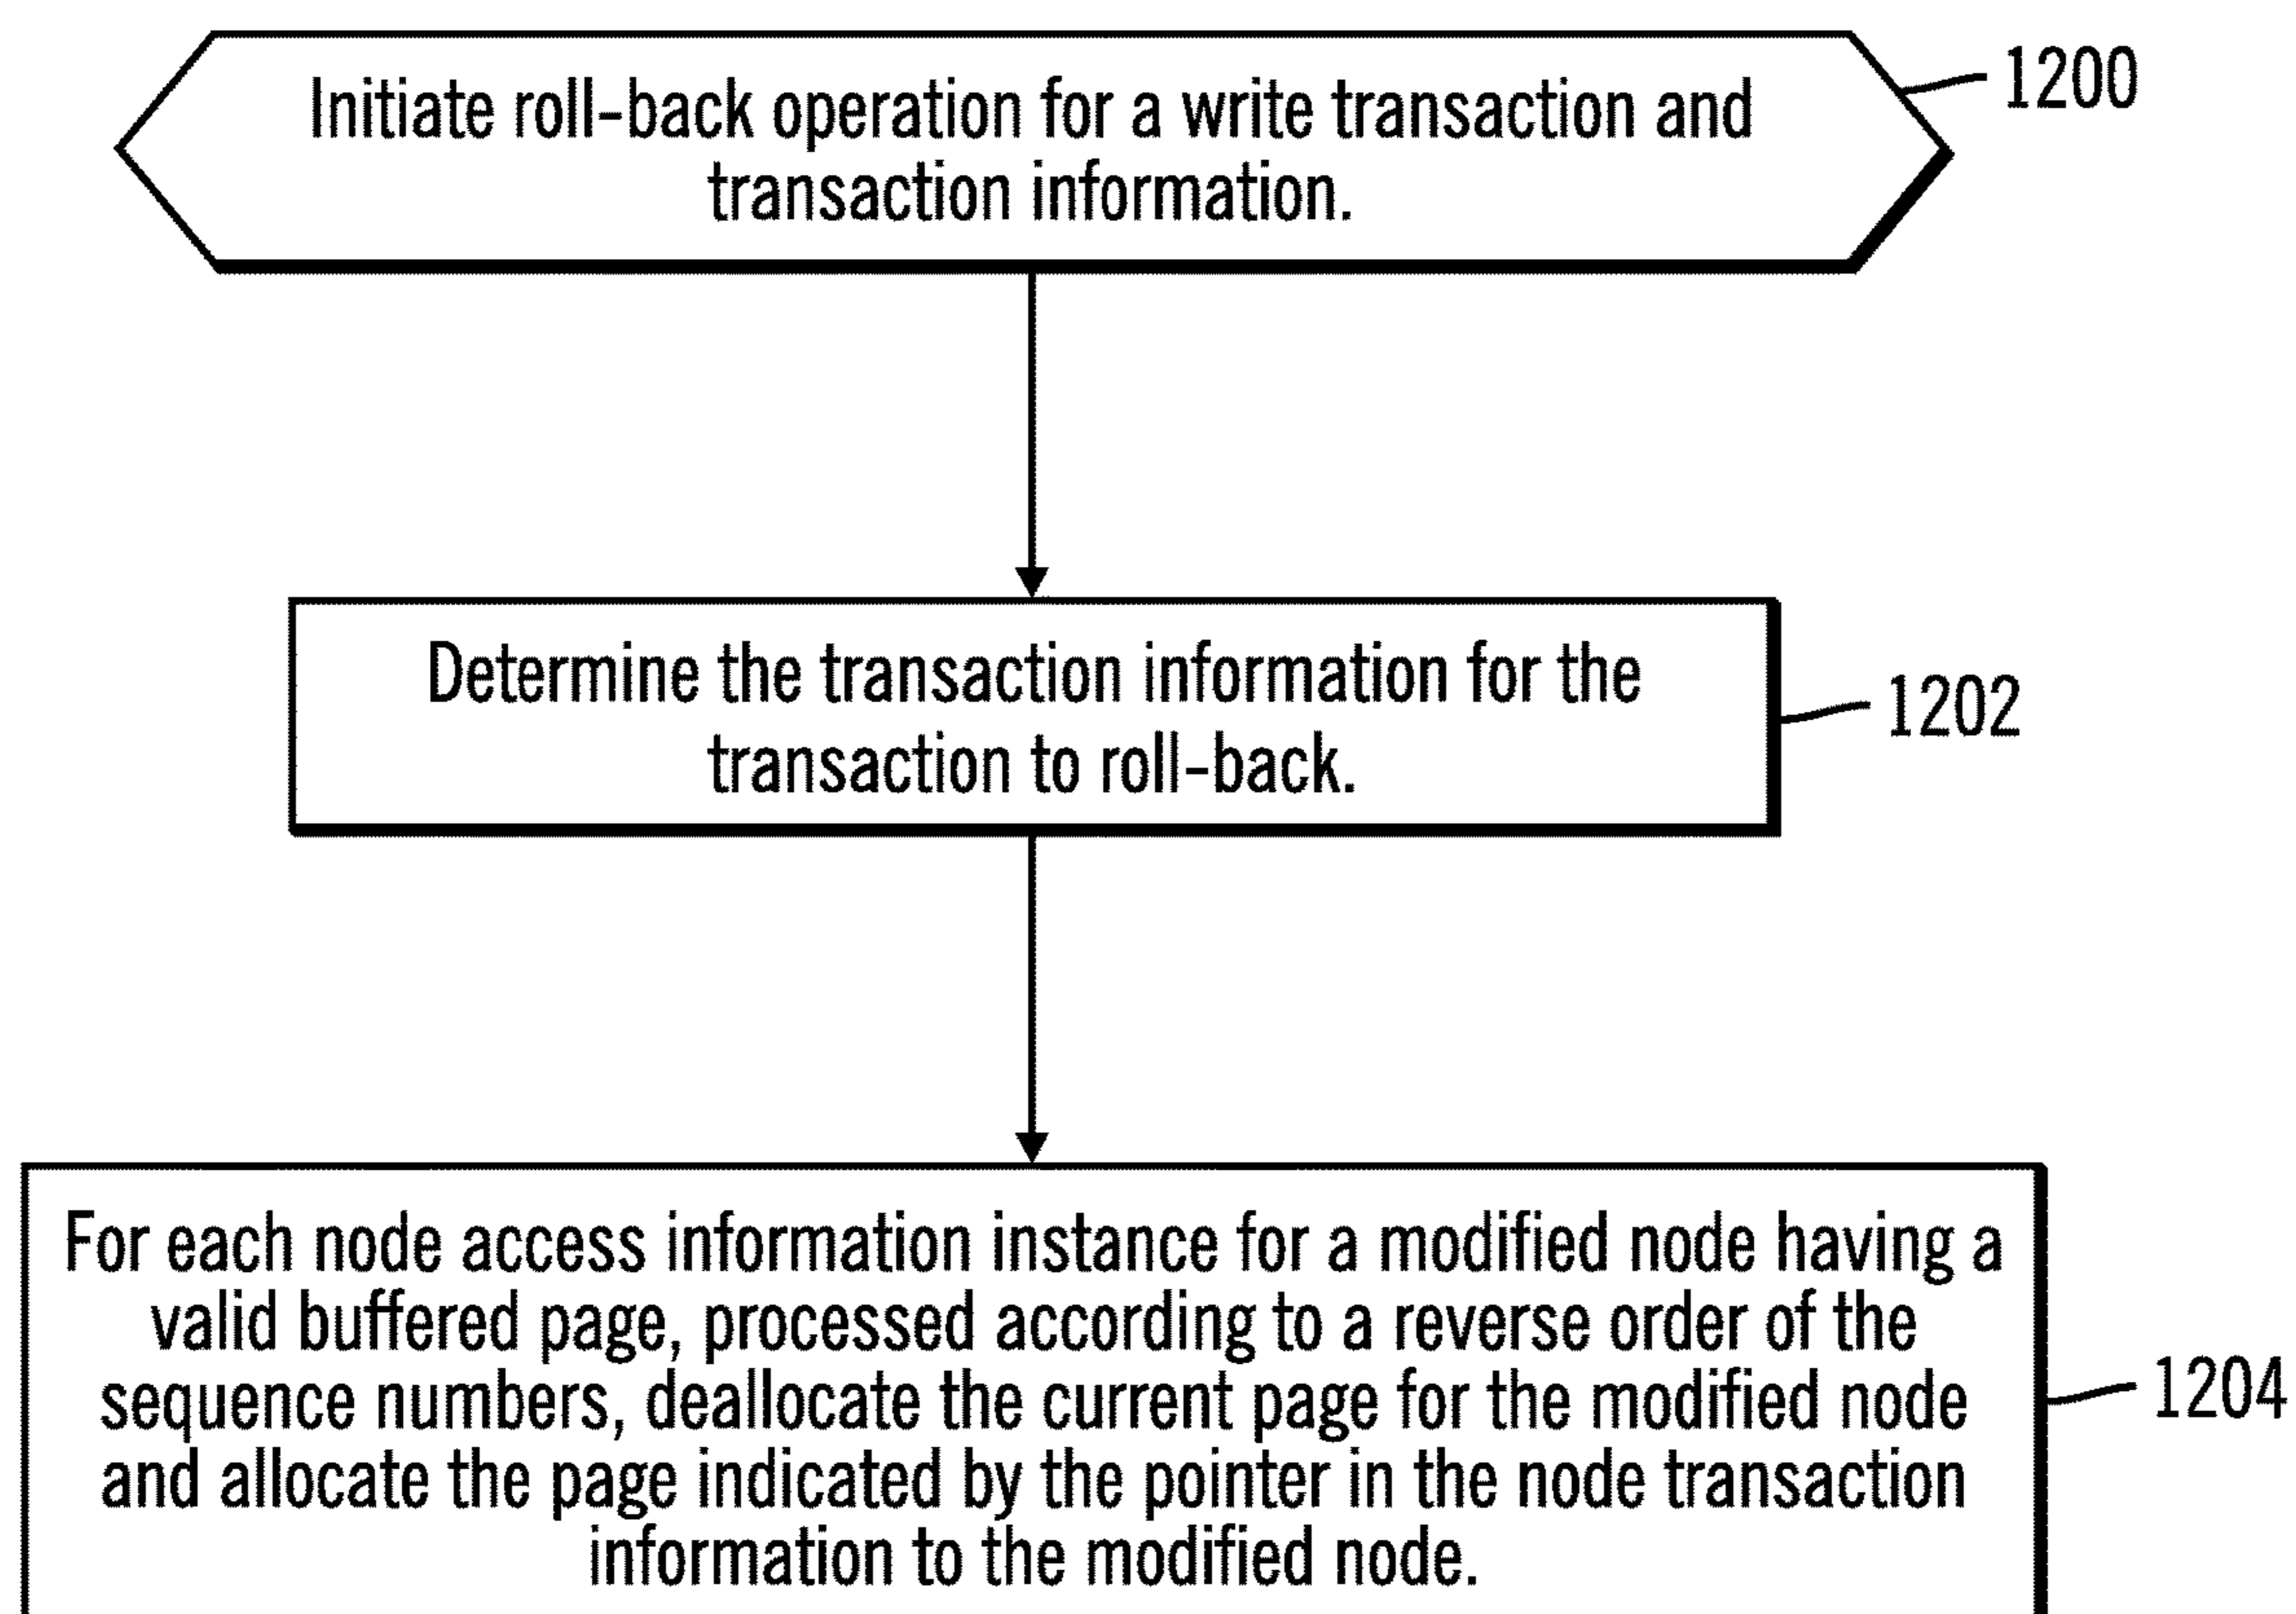 Initiate roll-back operation for a write transaction and
transaction information.
1200
Determine the transaction information for the
transaction to roll-back.
1202
For each node access information instance for a modified node having a
valid buffered page, processed according to a reverse order of the
sequence numbers, deallocate the current page for the modified node
and allocate the page indicated by the pointer in the node transaction
information to the modified node.
1204